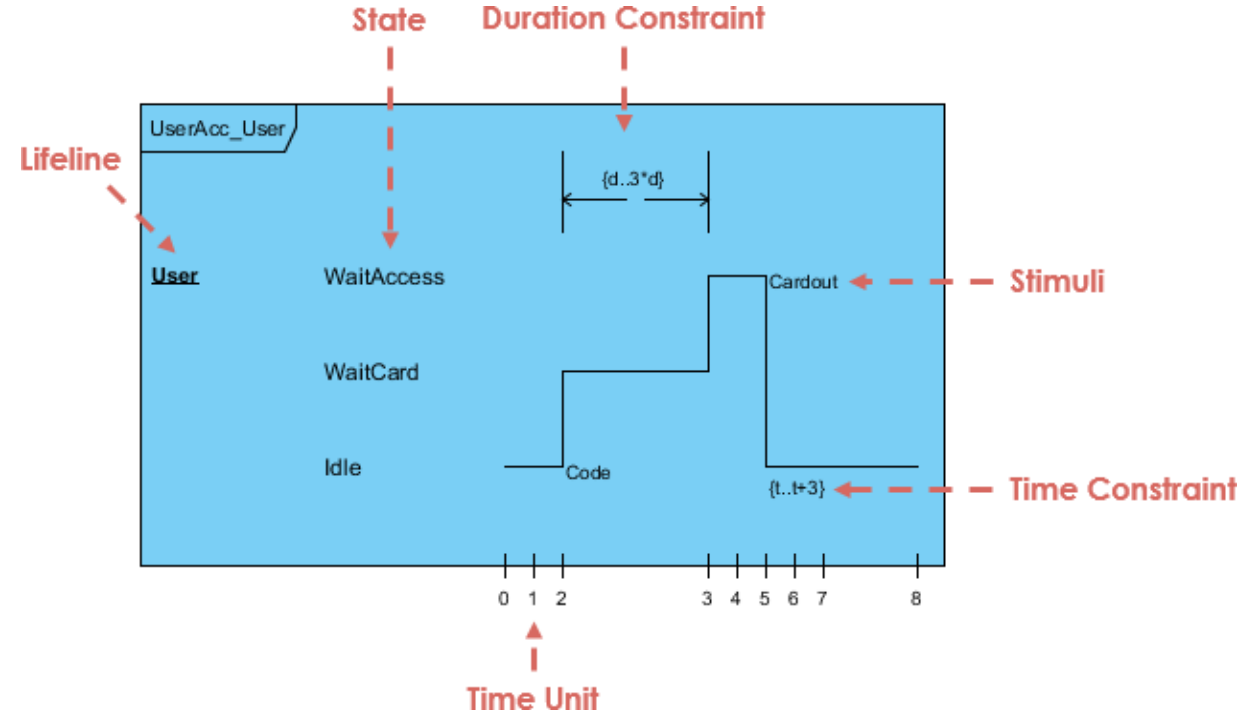 State
Duration Constraint
UserAcc_User
Lifeline
{d..3*d}
User
WaitAccess
Cardout
Stimuli
WaitCard
Idle
Code
{t..t+3}
Time Constraint
0 1 2 3 4 5 6 7 8
Time Unit